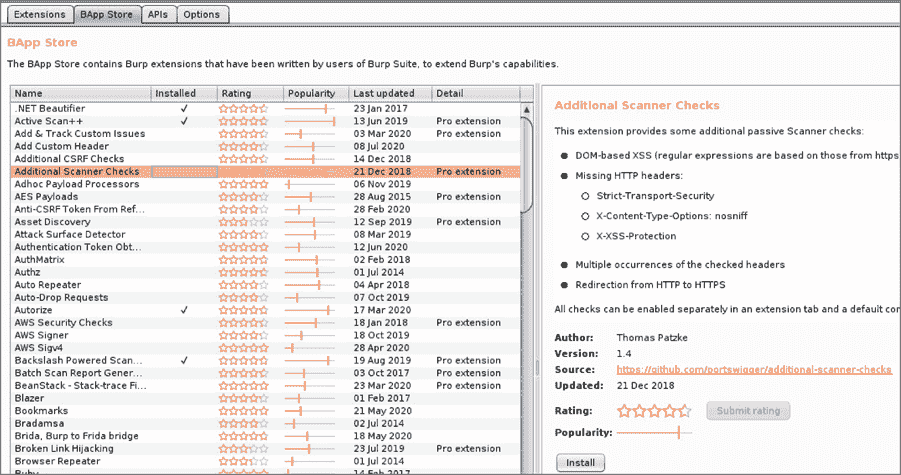 Extensions BApp Store APIs Options
BApp Store
The BApp Store contains Burp extensions that have been written by users of Burp Suite, to extend Burp's capabilities.
Name Installed Rating Popularity Last updated Detail
.NET Beautifier ✓ 23 Jan 2017
Active Scan++ ✓ 13 Jun 2019 Pro extension
Add & Track Custom Issues 03 Mar 2020 Pro extension
Add Custom Header 08 Jul 2020
Additional CSRF Checks 14 Dec 2018
Additional Scanner Checks 21 Dec 2018 Pro extension
Adhoc Payload Processors 06 Nov 2019
AES Payloads 28 Aug 2015 Pro extension
Anti-CSRF Token From Ref... 28 Feb 2020
Asset Discovery 12 Sep 2019 Pro extension
Attack Surface Detector 08 Mar 2019
Authentication Token Obt... 12 Jun 2020
AuthMatrix 02 Feb 2018
Authz 01 Jul 2014
Auto Repeater 04 Apr 2018
Auto-Drop Requests 07 Oct 2019
Autorize ✓ 17 Mar 2020
AWS Security Checks 18 Jan 2018 Pro extension
AWS Signer 18 Oct 2019
AWS Sigv4 28 Apr 2020
Backslash Powered Scan... ✓ 19 Aug 2019 Pro extension
Batch Scan Report Gener... 03 Oct 2017 Pro extension
BeanStack - Stack-trace Fi... 23 Mar 2020 Pro extension
Blazer 01 Feb 2017
Bookmarks 21 May 2020
Bradamsa 02 Jul 2014
Brida, Burp to Frida bridge 18 May 2020
Broken Link Hijacking 23 Jul 2019 Pro extension
Browser Repeater 01 Jul 2014
Additional Scanner Checks
This extension provides some additional passive Scanner checks:
DOM-based XSS (regular expressions are based on those from https
Missing HTTP headers:
Strict-Transport-Security
X-Content-Type-Options: nosniff
X-XSS-Protection
Multiple occurrences of the checked headers
Redirection from HTTP to HTTPS
All checks can be enabled separately in an extension tab and a default con
Author: Thomas Patzke
Version: 1.4
Source: https://github.com/portswigger/additional-scanner-checks
Updated: 21 Dec 2018
Rating: Submit rating
Popularity:
Install